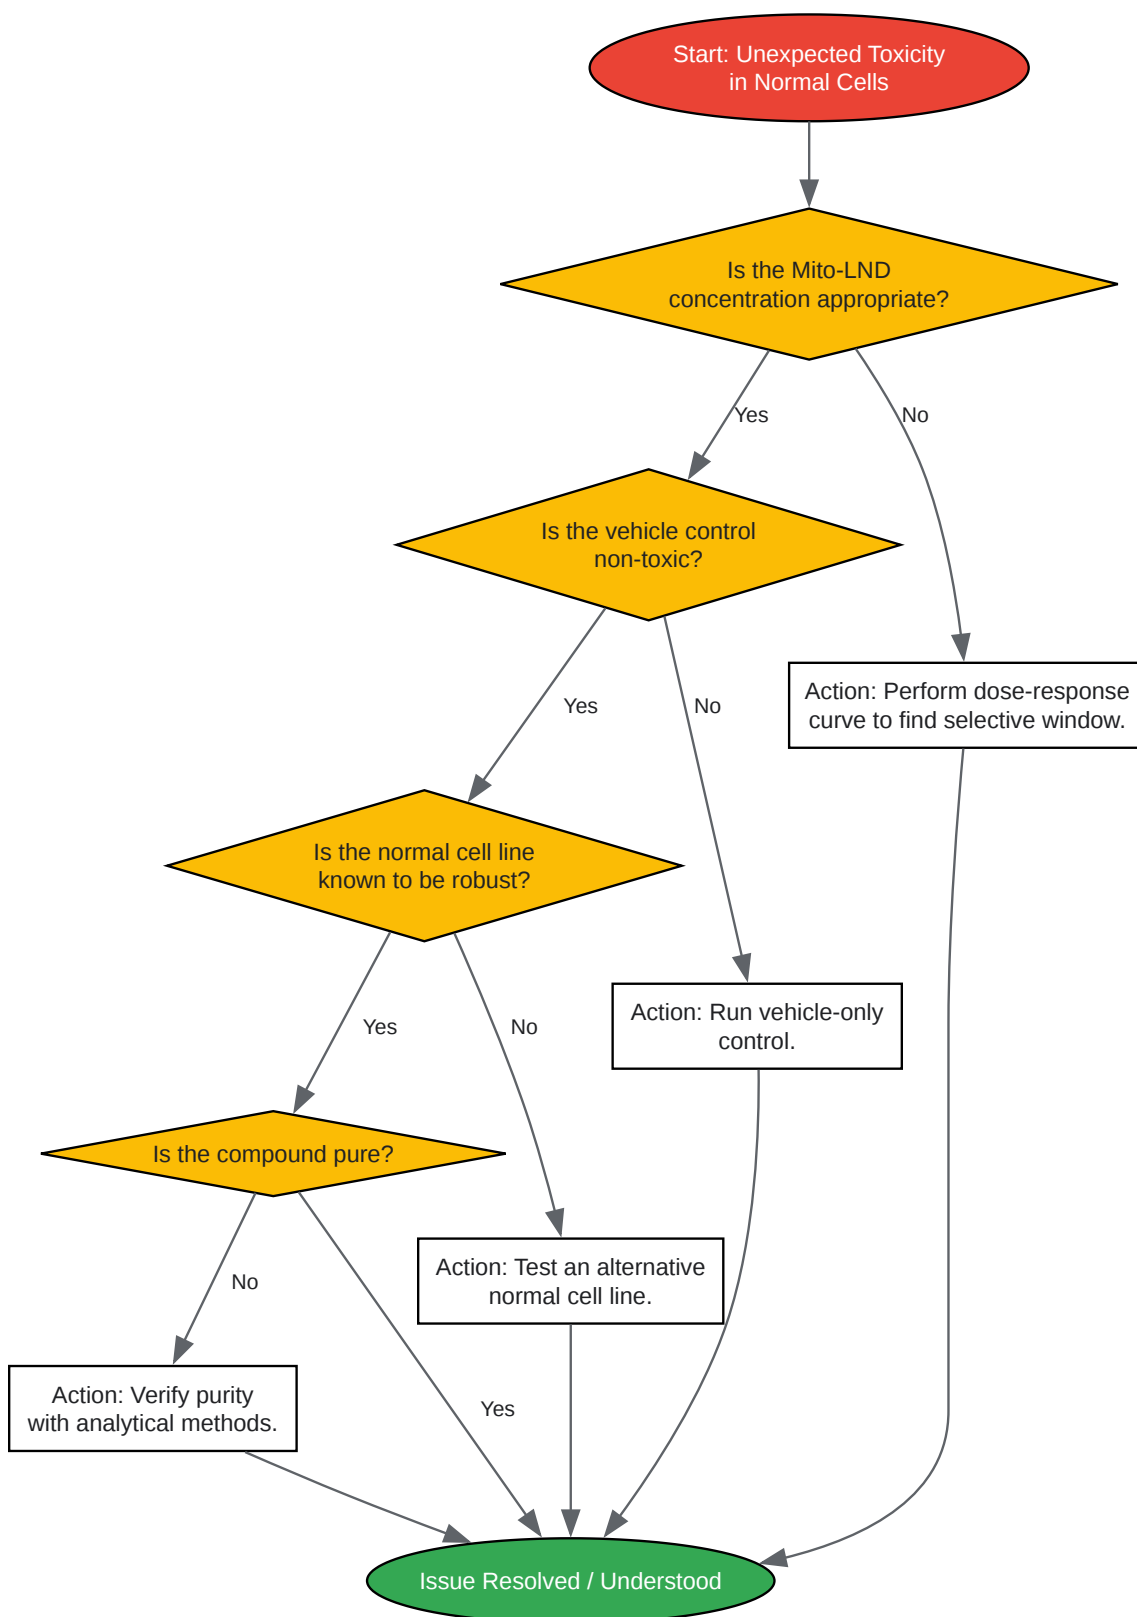 Start: Unexpected Toxicity
in Normal Cells
Is the Mito-LND
concentration appropriate?
Yes
No
Is the vehicle control
non-toxic?
Yes
No
Action: Perform dose-response
curve to find selective window.
Is the normal cell line
known to be robust?
Yes
No
Action: Run vehicle-only
control.
Is the compound pure?
No
Yes
Action: Test an alternative
normal cell line.
Action: Verify purity
with analytical methods.
Issue Resolved / Understood